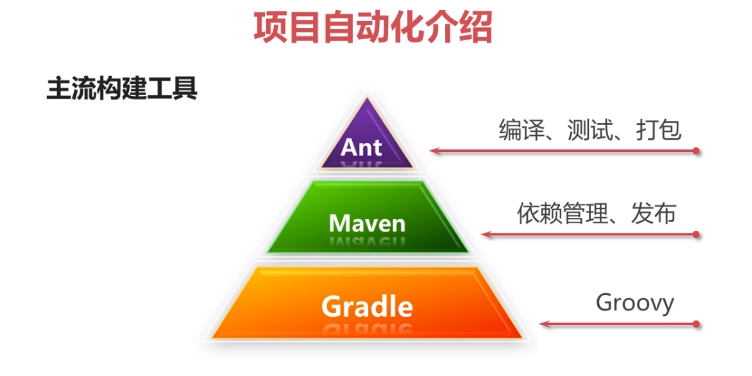 项目自动化介绍
主流构建工具
Ant
编译、测试、打包
Maven
依赖管理、发布
Gradle
Groovy